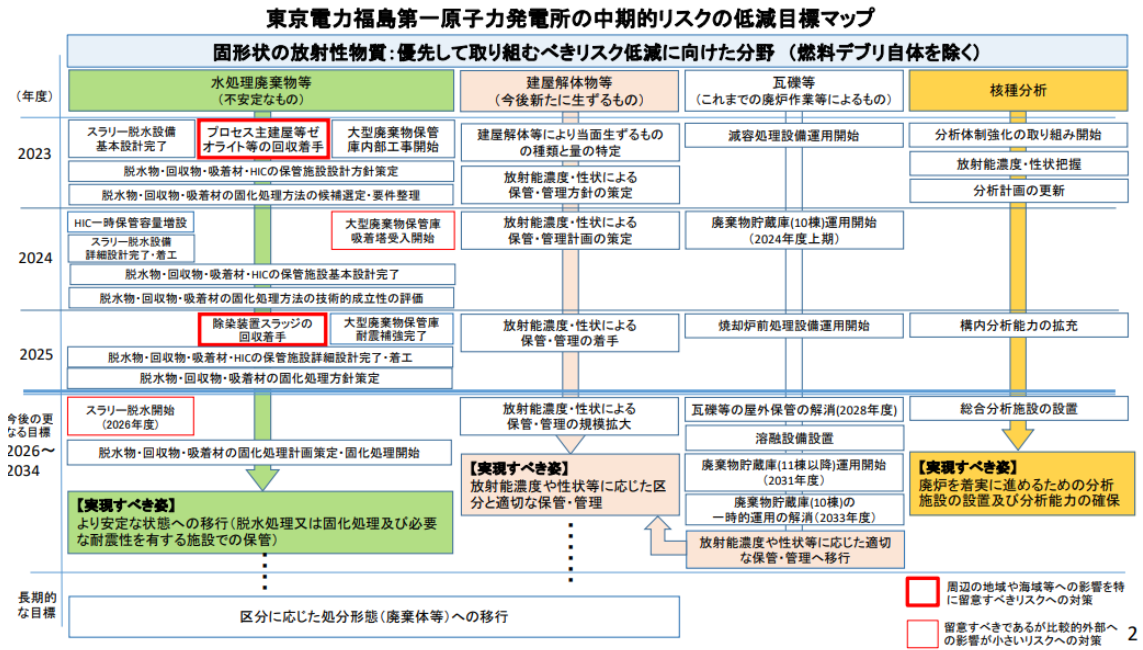 東京電力福島第一原子力発電所の中期的リスクの低減目標マップ
固形状の放射性物質：優先して取り組むべきリスク低減に向けた分野 （燃料デブリ自体を除く）
（年度）
水処理廃棄物等
（不安定なもの）
建屋解体物等
（今後新たに生ずるもの）
瓦礫等
（これまでの廃炉作業等によるもの）
核種分析
2023
スラリー脱水設備
基本設計完了
プロセス主建屋等ゼ
オライト等の回収着手
大型廃棄物保管
庫内部工事開始
脱水物・回収物・吸着材・HICの保管施設設計方針策定
脱水物・回収物・吸着材の固化処理方法の候補選定・要件整理
建屋解体等により当面生ずるもの
の種類と量の特定
放射能濃度・性状による
保管・管理方針の策定
減容処理設備運用開始
分析体制強化の取り組み開始
放射能濃度・性状把握
分析計画の更新
2024
HIC一時保管容量増設
スラリー脱水設備
詳細設計完了・着工
大型廃棄物保管庫
吸着塔受入開始
脱水物・回収物・吸着材・HICの保管施設基本設計完了
脱水物・回収物・吸着材の固化処理方法の技術的成立性の評価
放射能濃度・性状による
保管・管理計画の策定
廃棄物貯蔵庫(10棟)運用開始
（2024年度上期）
2025
除染装置スラッジの
回収着手
大型廃棄物保管庫
耐震補強完了
脱水物・回収物・吸着材・HICの保管施設詳細設計完了・着工
脱水物・回収物・吸着材の固化処理方針策定
放射能濃度・性状による
保管・管理の着手
焼却炉前処理設備運用開始
構内分析能力の拡充
今後の更
なる目標
2026～
2034
スラリー脱水開始
（2026年度）
脱水物・回収物・吸着材の固化処理計画策定・固化処理開始
【実現すべき姿】
より安定な状態への移行（脱水処理又は固化処理及び必要
な耐震性を有する施設での保管）
放射能濃度・性状による
保管・管理の規模拡大
【実現すべき姿】
放射能濃度や性状等に応じた区
分と適切な保管・管理
瓦礫等の屋外保管の解消(2028年度)
溶融設備設置
廃棄物貯蔵庫(11棟以降)運用開始
（2031年度）
廃棄物貯蔵庫(10棟)の
一時的運用の解消（2033年度）
放射能濃度や性状等に応じた適切
な保管・管理へ移行
総合分析施設の設置
【実現すべき姿】
廃炉を着実に進めるための分析
施設の設置及び分析能力の確保
長期的
な目標
区分に応じた処分形態（廃棄体等）への移行
周辺の地域や海域等への影響を特
に留意すべきリスクへの対策
留意すべきであるが比較的外部へ
の影響が小さいリスクへの対策
2